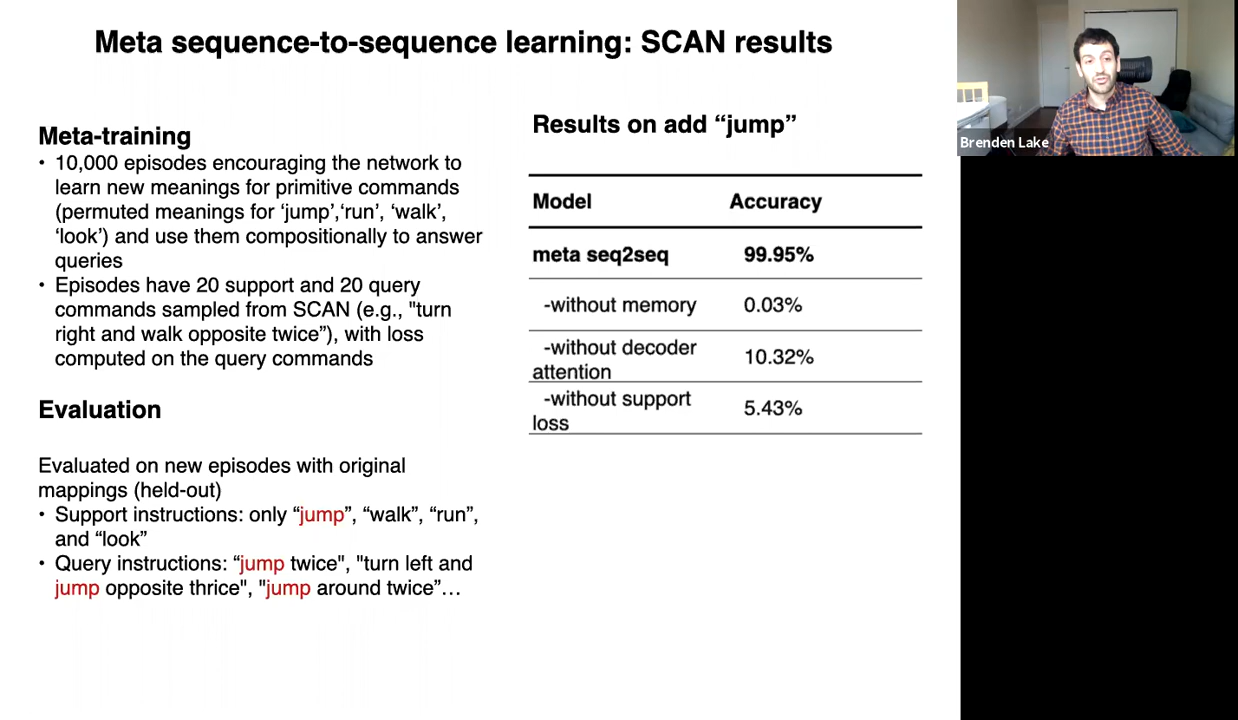 Meta sequence-to-sequence learning: SCAN results
Meta-training
• 10,000 episodes encouraging the network to
learn new meanings for primitive commands
(permuted meanings for ‘jump’,‘run’, ‘walk’,
‘look’) and use them compositionally to answer
queries
• Episodes have 20 support and 20 query
commands sampled from SCAN (e.g., "turn
right and walk opposite twice”), with loss
computed on the query commands
Evaluation
Evaluated on new episodes with original
mappings (held-out)
• Support instructions: only “jump”, “walk”, “run”,
and “look”
• Query instructions: “jump twice", "turn left and
jump opposite thrice", "jump around twice”…
Results on add “jump”
Model Accuracy
meta seq2seq 99.95%
-without memory 0.03%
-without decoder
attention 10.32%
-without support
loss 5.43%
Brenden Lake